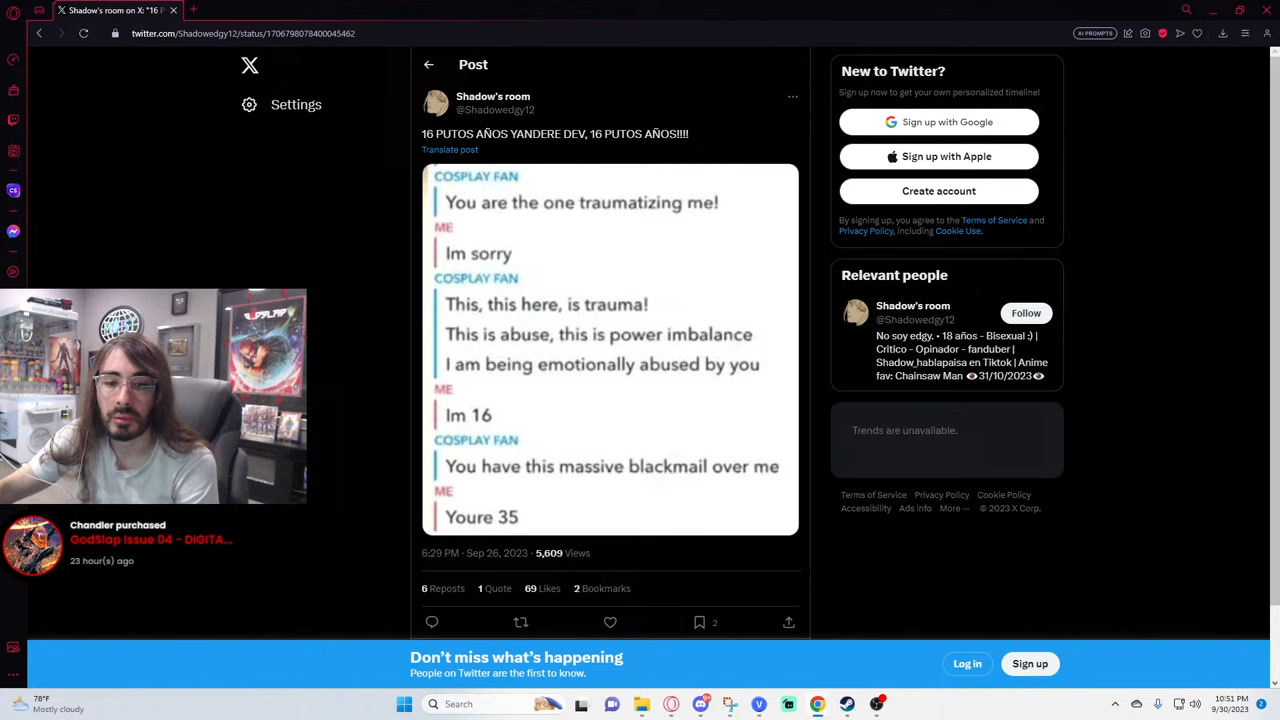 Shadow's room on X: "16 P
twitter.com/Shadowedgy12/status/1706798078400045462
AI PROMPTS
Settings
Post
Shadow's room
@Shadowedgy12
16 PUTOS AÑOS YANDERE DEV, 16 PUTOS AÑOS!!!!
Translate post
COSPLAY FAN
You are the one traumatizing me!
ME
Im sorry
COSPLAY FAN
This, this here, is trauma!
This is abuse, this is power imbalance
I am being emotionally abused by you
ME
Im 16
COSPLAY FAN
You have this massive blackmail over me
ME
Youre 35
6:29 PM · Sep 26, 2023 · 5,609 Views
6 Reposts 1 Quote 69 Likes 2 Bookmarks
2
New to Twitter?
Sign up now to get your own personalized timeline!
Sign up with Google
Sign up with Apple
Create account
By signing up, you agree to the Terms of Service and
Privacy Policy, including Cookie Use.
Relevant people
Shadow's room
@Shadowedgy12
Follow
No soy edgy. • 18 años - Bisexual :) |
Critico - Opinador - fanduber |
Shadow_hablapaisa en Tiktok | Anime
fav: Chainsaw Man 👁31/10/2023👁
Trends are unavailable.
Terms of Service Privacy Policy Cookie Policy
Accessibility Ads info More ··· © 2023 X Corp.
GODSLAP
Chandler purchased
GodSlap Issue 04 - DIGITA...
23 hour(s) ago
Don't miss what's happening
People on Twitter are the first to know.
Log in
Sign up
78°F
Mostly cloudy
Search
10:51 PM
9/30/2023
2